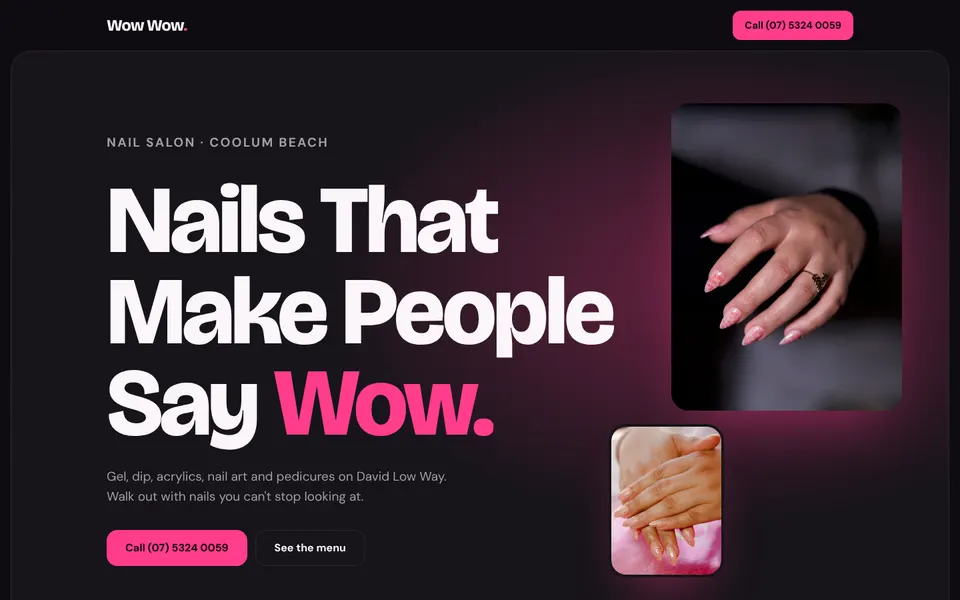 Wow Wow.
Call (07) 5324 0059
NAIL SALON · COOLUM BEACH
Nails That
Make People
Say Wow.
Gel, dip, acrylics, nail art and pedicures on David Low Way.
Walk out with nails you can't stop looking at.
Call (07) 5324 0059
See the menu